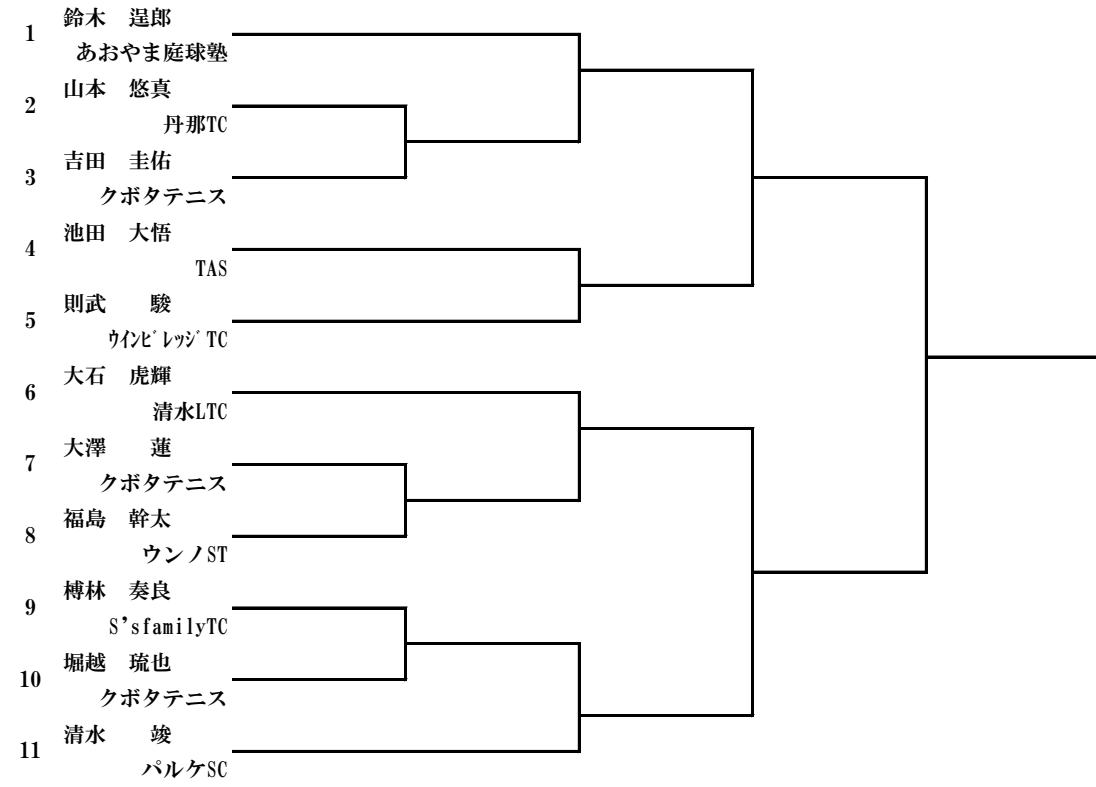 1
鈴木　逞郎
あおやま庭球塾
2
山本　悠真
丹那TC
3
吉田　圭佑
クボタテニス
4
池田　大悟
TAS
5
則武　　駿
ｳｲﾝﾋﾞﾚｯｼﾞTC
6
大石　虎輝
清水LTC
7
大澤　　蓮
クボタテニス
8
福島　幹太
ウンノST
9
榑林　奏良
S’sfamilyTC
10
堀越　琉也
クボタテニス
11
清水　　竣
パルケSC